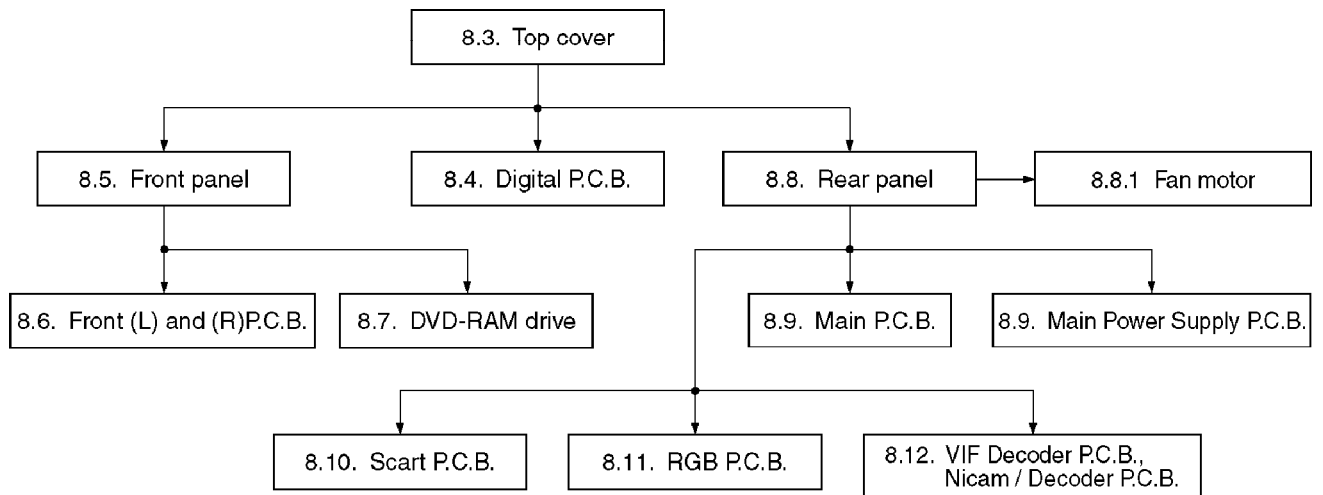 8.3. Top cover
8.5. Front panel
8.4. Digital P.C.B.
8.8. Rear panel
8.8.1 Fan motor
8.6. Front (L) and (R)P.C.B.
8.7. DVD-RAM drive
8.9. Main P.C.B.
8.9. Main Power Supply P.C.B.
8.10. Scart P.C.B.
8.11. RGB P.C.B.
8.12. VIF Decoder P.C.B.,
Nicam / Decoder P.C.B.